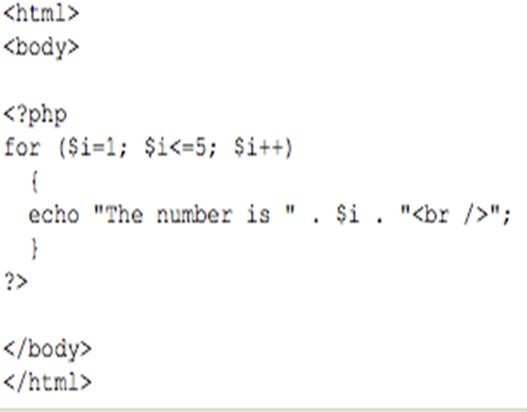 <html>
<body>
<?php
for ($i=1; $i<=5; $i++)
{
echo "The number is " . $i . "<br />";
}
?>
</body>
</html>